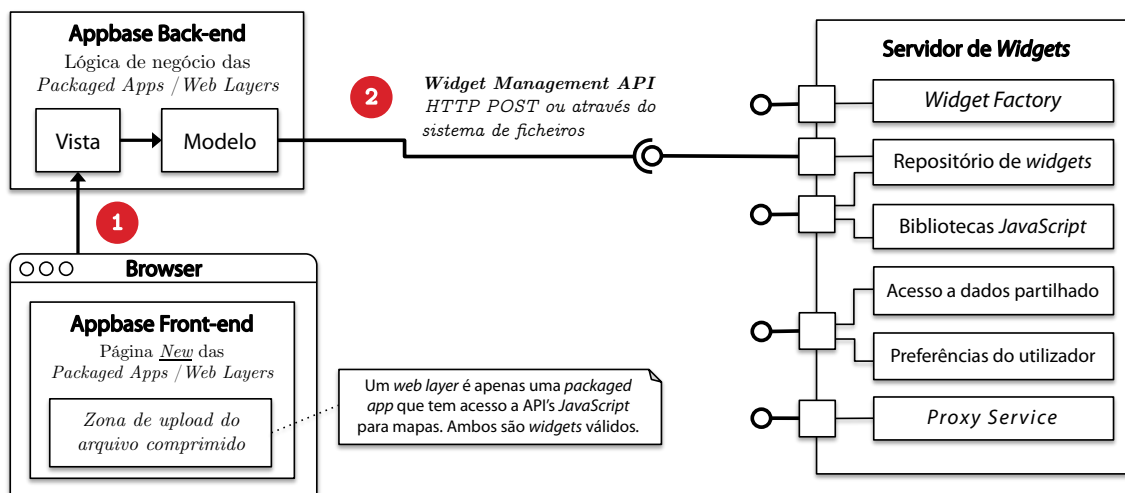 Appbase Back-end
Lógica de negócio das
Packaged Apps / Web Layers
Vista
Modelo
1
2
Widget Management API
HTTP POST ou através do
sistema de ficheiros
Browser
Appbase Front-end
Página New das
Packaged Apps / Web Layers
Zona de upload do
arquivo comprimido
Um web layer é apenas uma packaged
app que tem acesso a API's JavaScript
para mapas. Ambos são widgets válidos.
Servidor de Widgets
Widget Factory
Repositório de widgets
Bibliotecas JavaScript
Acesso a dados partilhado
Preferências do utilizador
Proxy Service